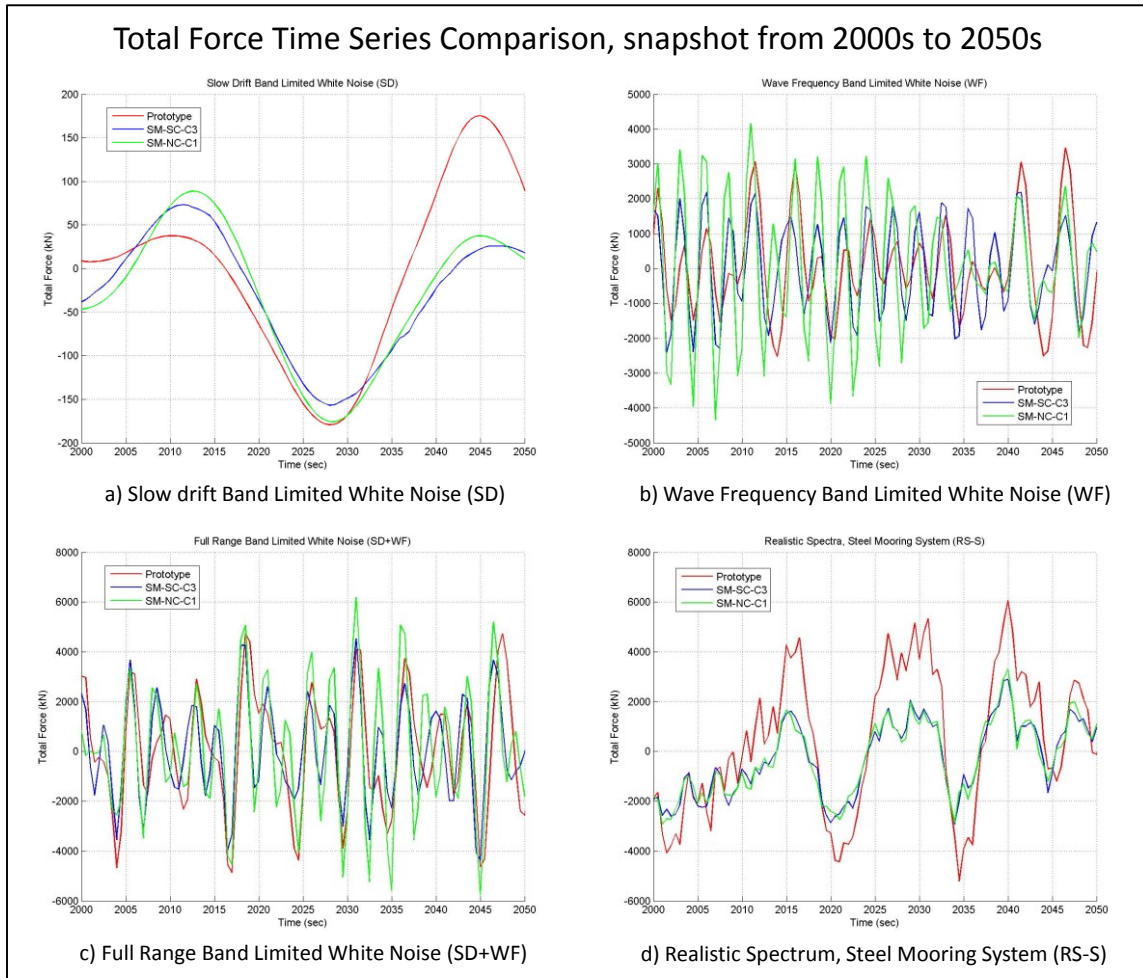 Total Force Time Series Comparison, snapshot from 2000s to 2050s
Slow Drift Band Limited White Noise (SD)
200
150
100
50
0
-50
-100
-150
-200
Total Force (kN)
Prototype
SM-SC-C3
SM-NC-C1
2000 2005 2010 2015 2020 2025 2030 2035 2040 2045 2050
Time (sec)
a) Slow drift Band Limited White Noise (SD)
Wave Frequency Band Limited White Noise (WF)
5000
4000
3000
2000
1000
0
-1000
-2000
-3000
-4000
-5000
Total Force (kN)
Prototype
SM-SC-C3
SM-NC-C1
2000 2005 2010 2015 2020 2025 2030 2035 2040 2045 2050
Time (sec)
b) Wave Frequency Band Limited White Noise (WF)
Full Range Band Limited White Noise (SD+WF)
8000
6000
4000
2000
0
-2000
-4000
-6000
Total Force (kN)
Prototype
SM-SC-C3
SM-NC-C1
2000 2005 2010 2015 2020 2025 2030 2035 2040 2045 2050
Time (sec)
c) Full Range Band Limited White Noise (SD+WF)
Realistic Spectra, Steel Mooring System (RS-S)
8000
6000
4000
2000
0
-2000
-4000
-6000
Total Force (kN)
Prototype
SM-SC-C3
SM-NC-C1
2000 2005 2010 2015 2020 2025 2030 2035 2040 2045 2050
Time (sec)
d) Realistic Spectrum, Steel Mooring System (RS-S)